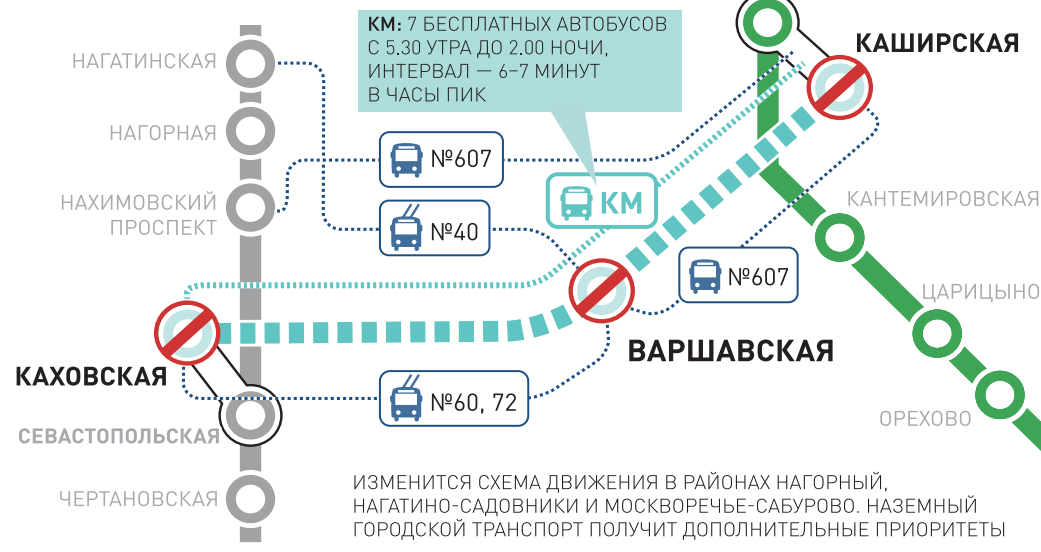 КМ: 7 БЕСПЛАТНЫХ АВТОБУСОВ
С 5.30 УТРА ДО 2.00 НОЧИ,
ИНТЕРВАЛ — 6–7 МИНУТ
В ЧАСЫ ПИК
КАШИРСКАЯ
НАГАТИНСКАЯ
НАГОРНАЯ
№607
НАХИМОВСКИЙ
ПРОСПЕКТ
КМ
КАНТЕМИРОВСКАЯ
№40
№607
ЦАРИЦЫНО
ВАРШАВСКАЯ
КАХОВСКАЯ
№60, 72
ОРЕХОВО
СЕВАСТОПОЛЬСКАЯ
ЧЕРТАНОВСКАЯ
ИЗМЕНИТСЯ СХЕМА ДВИЖЕНИЯ В РАЙОНАХ НАГОРНЫЙ,
НАГАТИНО-САДОВНИКИ И МОСКВОРЕЧЬЕ-САБУРОВО. НАЗЕМНЫЙ
ГОРОДСКОЙ ТРАНСПОРТ ПОЛУЧИТ ДОПОЛНИТЕЛЬНЫЕ ПРИОРИТЕТЫ